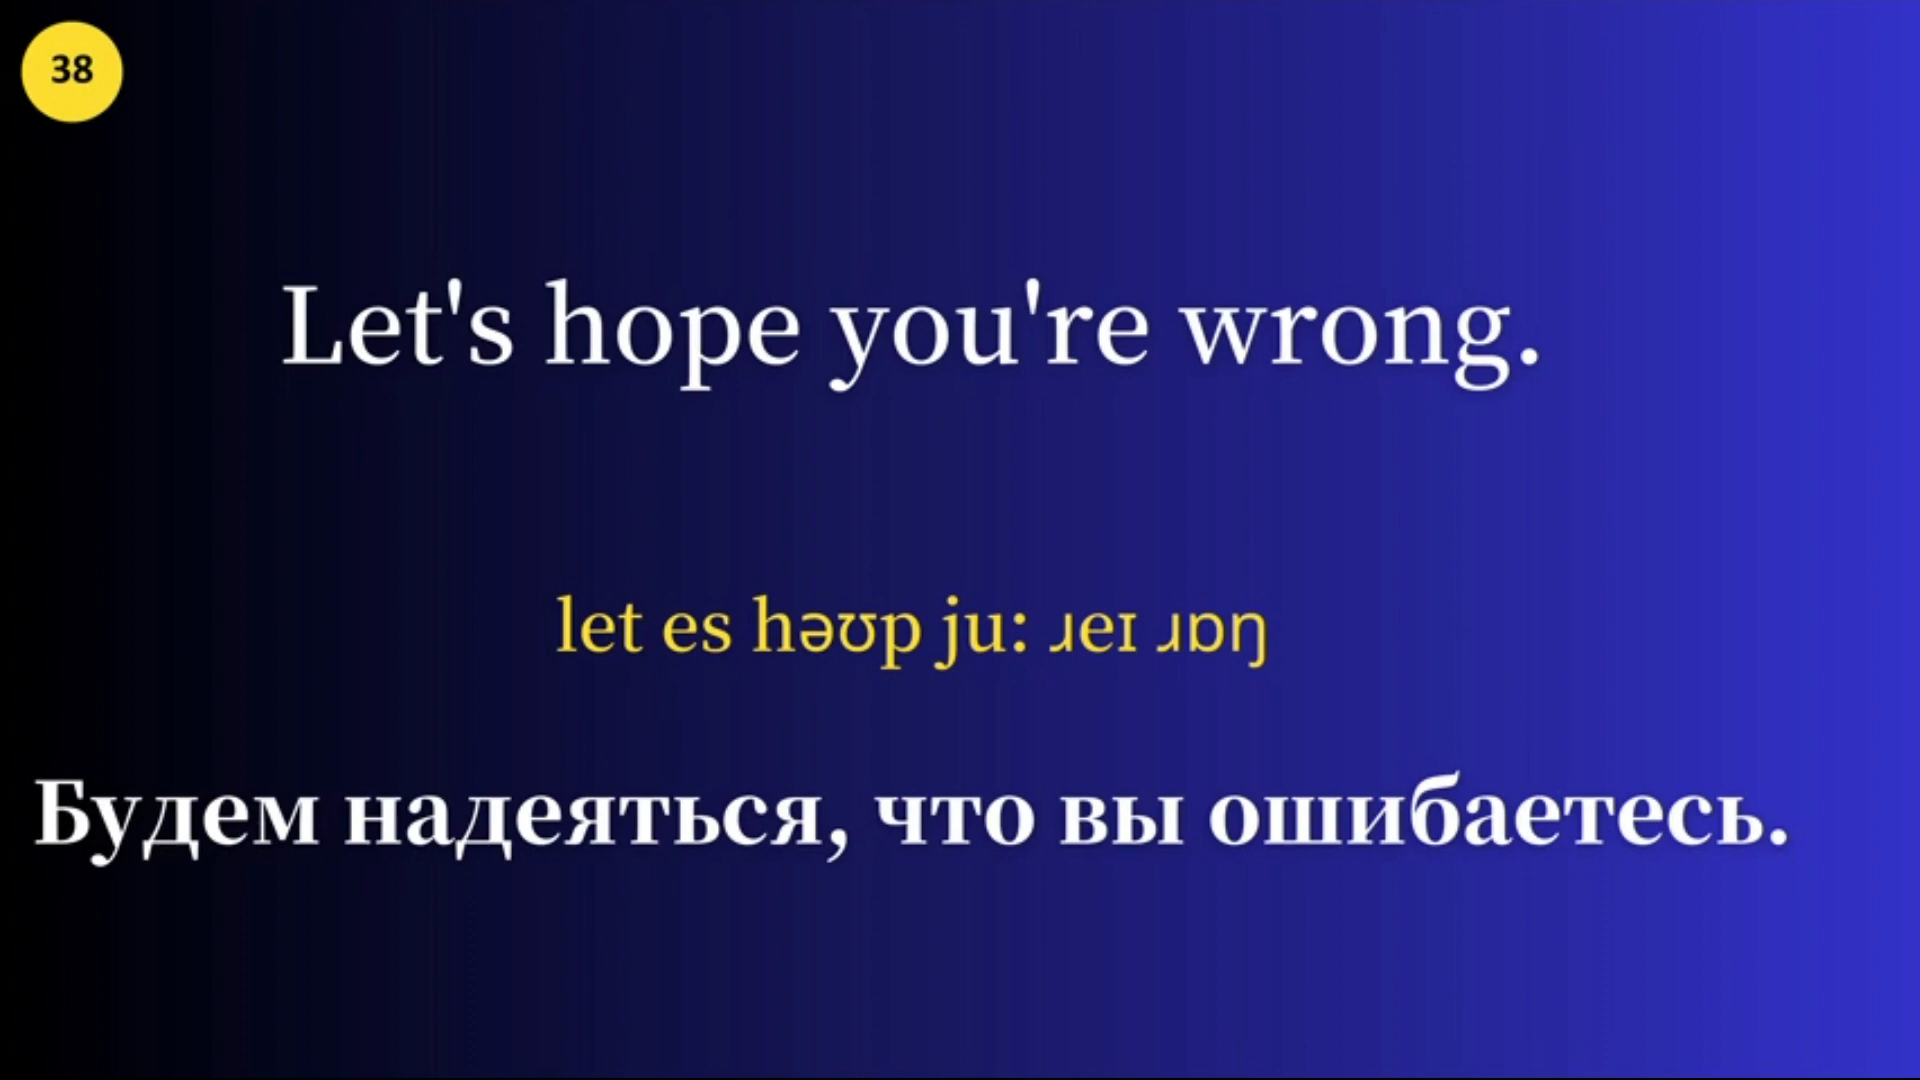 38
Let's hope you're wrong.
let es həʊp ju: ɹeɪ ɹɒŋ
Будем надеяться, что вы ошибаетесь.